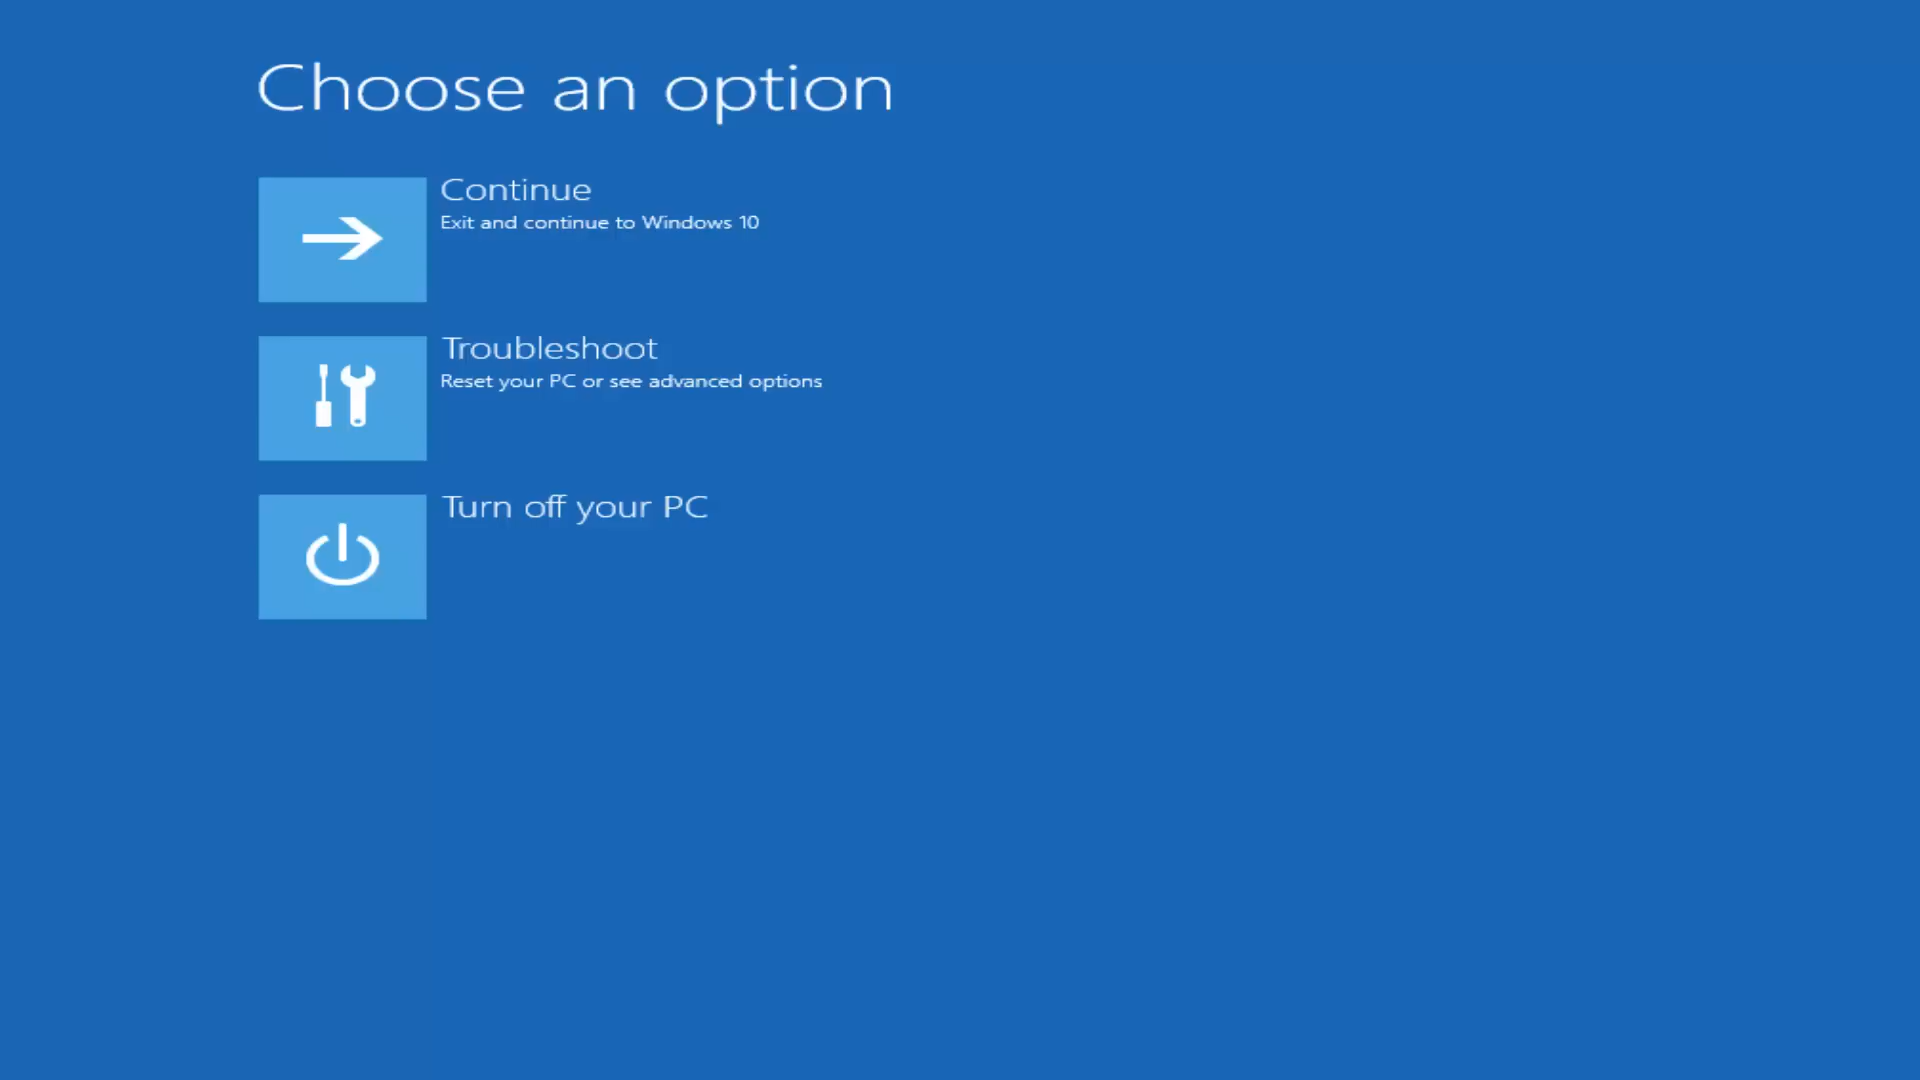 Choose an option
Continue
Exit and continue to Windows 10
Troubleshoot
Reset your PC or see advanced options
Turn off your PC